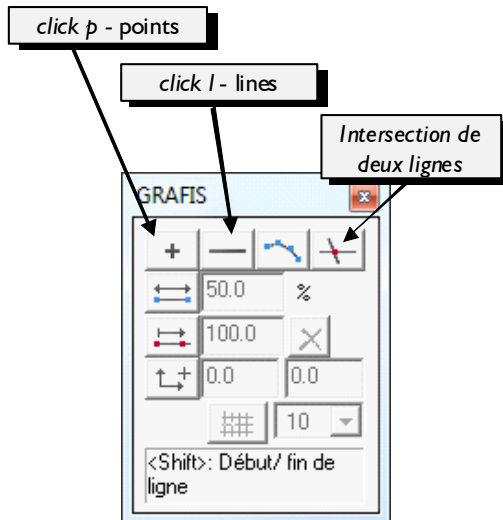 click p - points
click l - lines
Intersection de
deux lignes
GRAFIS
50.0 %
100.0
0.0 0.0
10
<Shift>: Début/ fin de
ligne